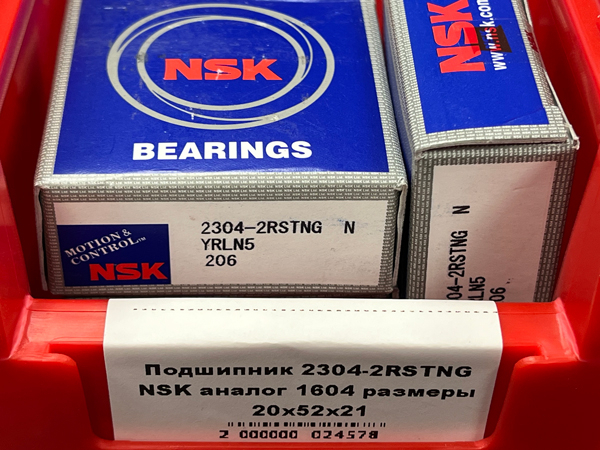 NSK
BEARINGS
NSK
www.nsk.com
MOTION &
CONTROL™
NSK
2304-2RSTNG N
YRLN5
206
304-2RSTNG N
RLN5
06
Подшипник 2304-2RSTNG
NSK аналог 1604 размеры
20x52x21
2 000000 024578